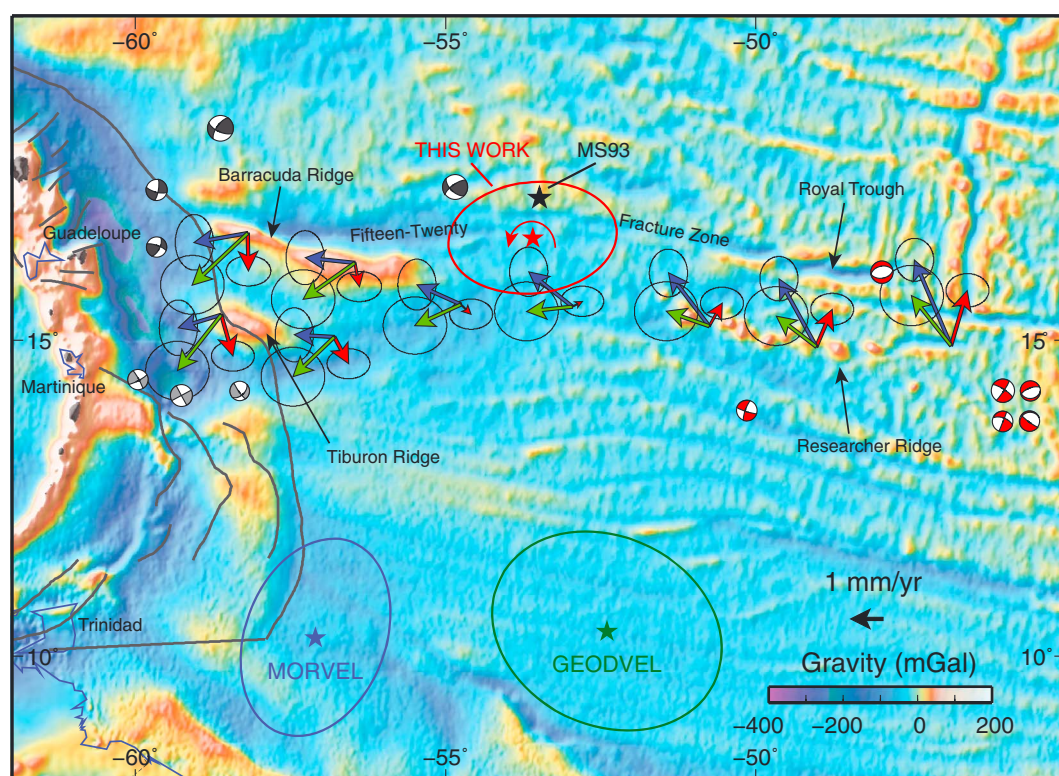 −60° −55° −50°
THIS WORK MS93
Barracuda Ridge
Royal Trough
Guadeloupe
Fifteen-Twenty Fracture Zone
15° 15°
Martinique
Tiburon Ridge
Researcher Ridge
1 mm/yr
Trinidad
10° 10°
MORVEL GEODVEL
Gravity (mGal)
−400 −200 0 200
−60° −55° −50°